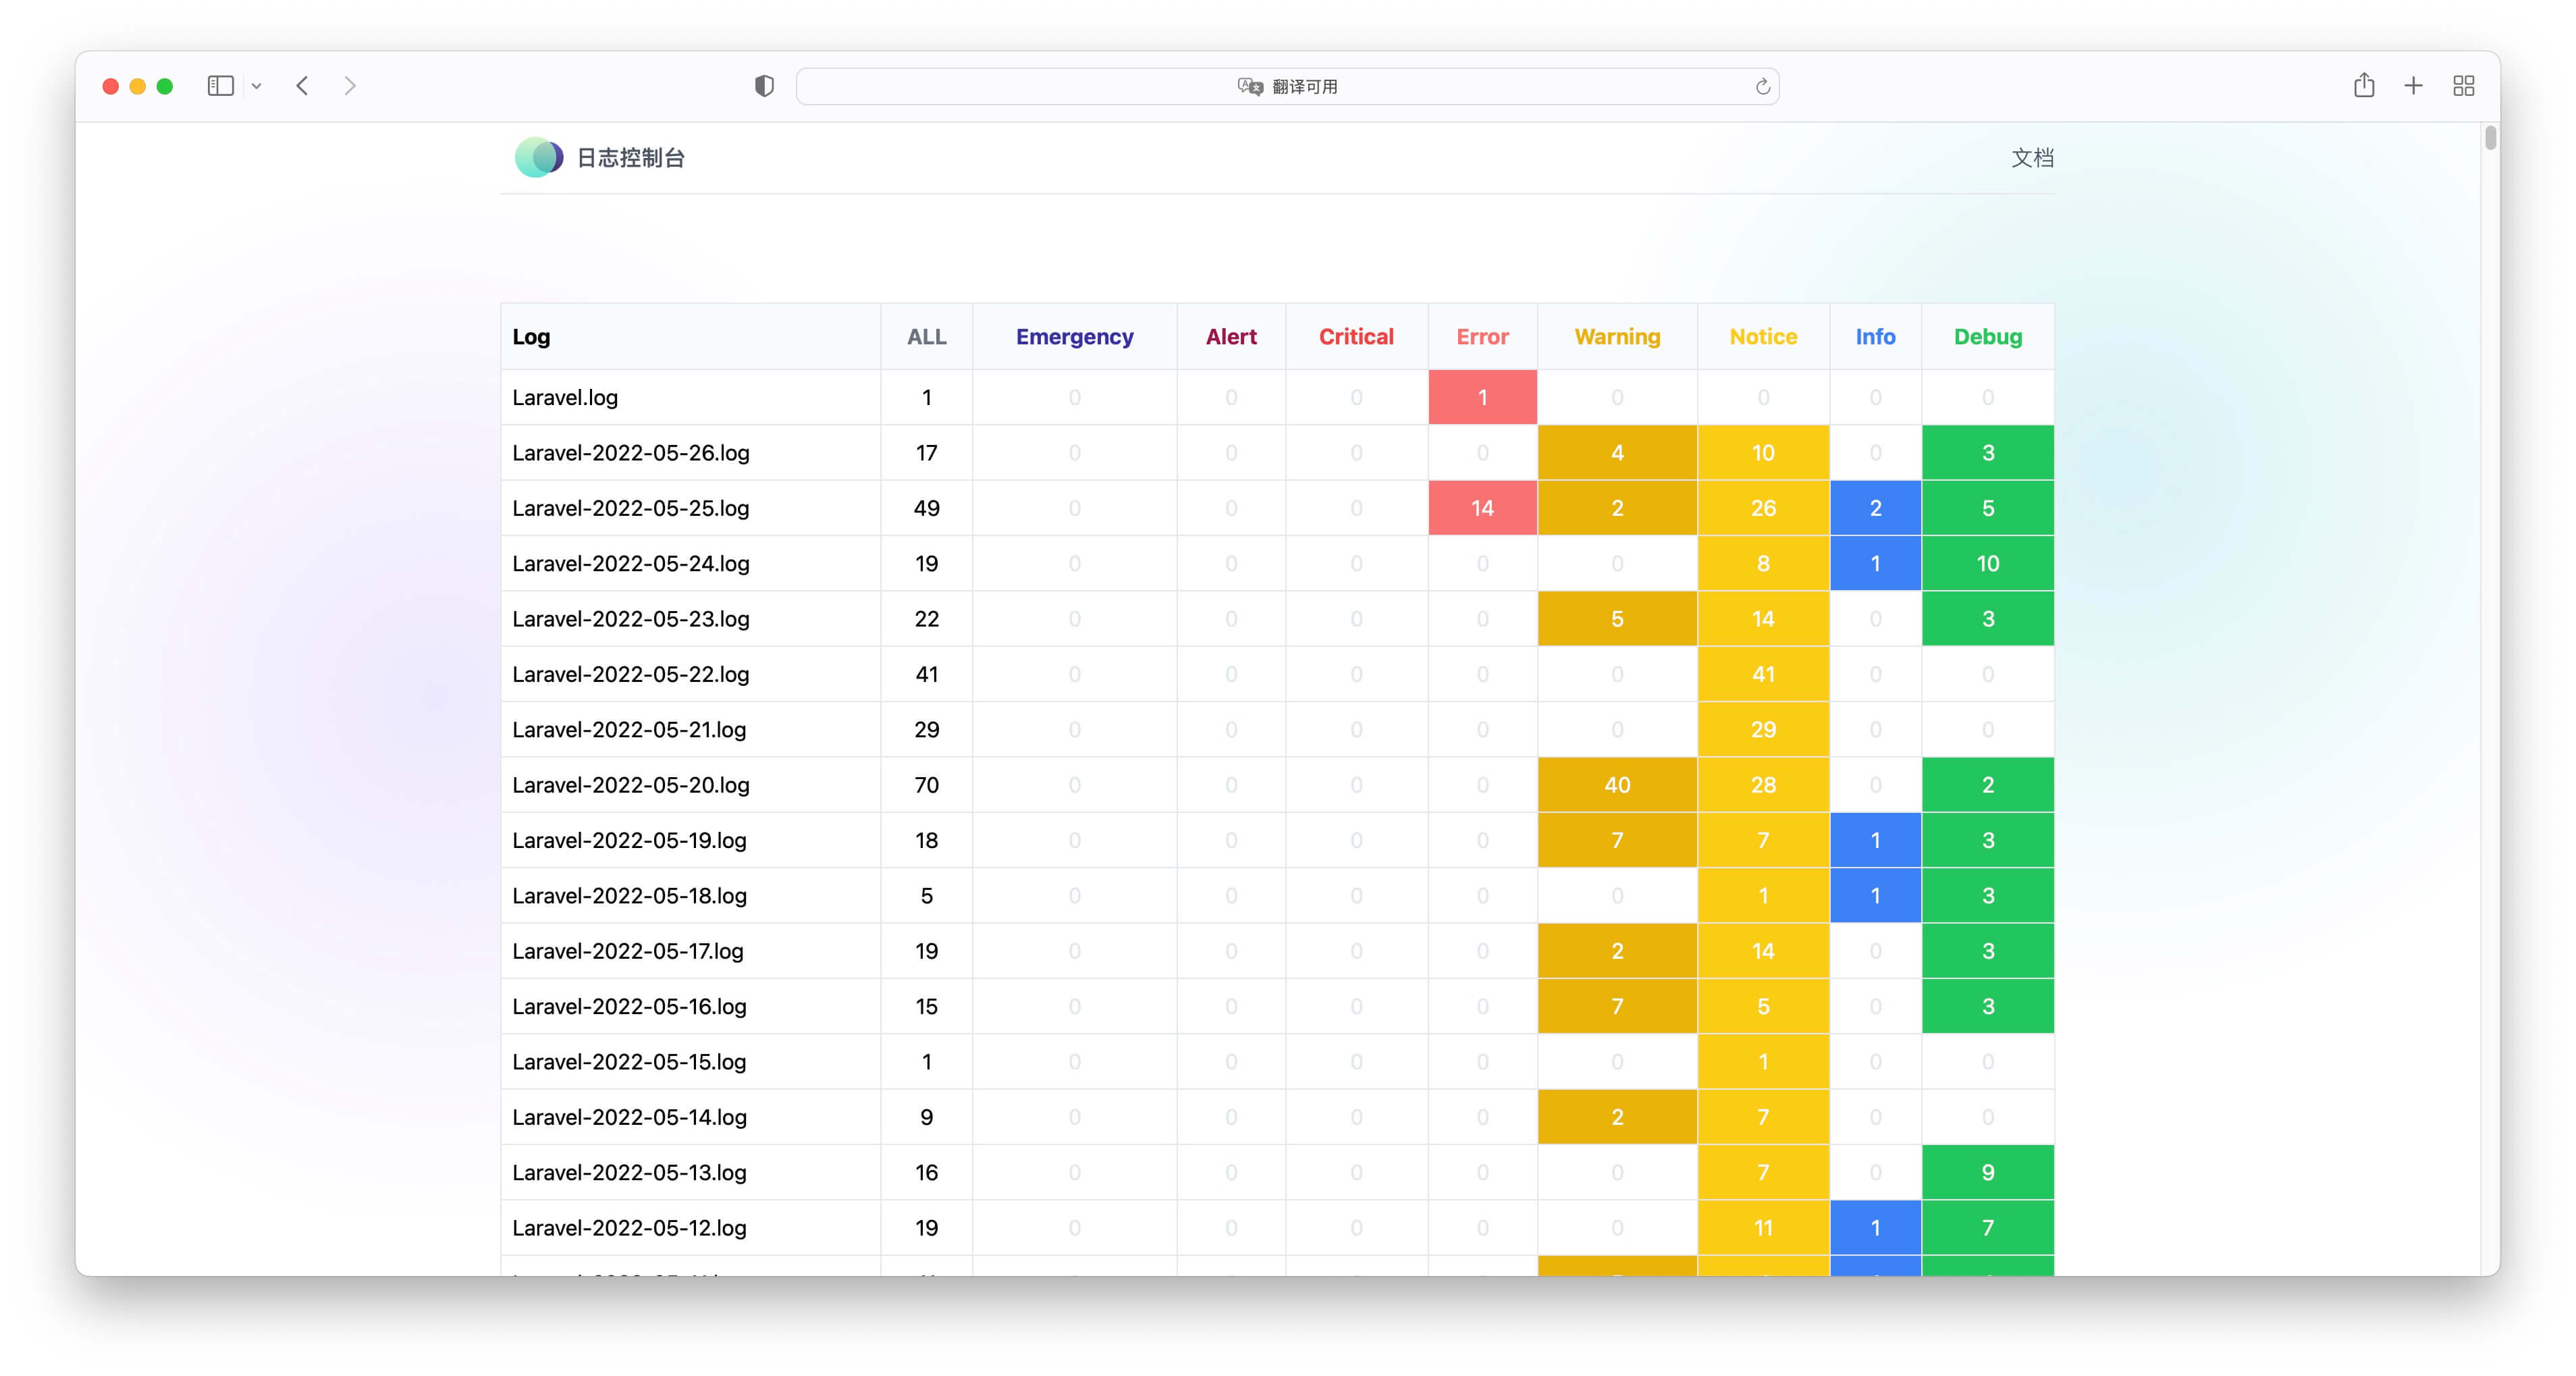 翻译可用
日志控制台 文档
Log ALL Emergency Alert Critical Error Warning Notice Info Debug
Laravel.log 1 0 0 0 1 0 0 0 0
Laravel-2022-05-26.log 17 0 0 0 0 4 10 0 3
Laravel-2022-05-25.log 49 0 0 0 14 2 26 2 5
Laravel-2022-05-24.log 19 0 0 0 0 0 8 1 10
Laravel-2022-05-23.log 22 0 0 0 0 5 14 0 3
Laravel-2022-05-22.log 41 0 0 0 0 0 41 0 0
Laravel-2022-05-21.log 29 0 0 0 0 0 29 0 0
Laravel-2022-05-20.log 70 0 0 0 0 40 28 0 2
Laravel-2022-05-19.log 18 0 0 0 0 7 7 1 3
Laravel-2022-05-18.log 5 0 0 0 0 0 1 1 3
Laravel-2022-05-17.log 19 0 0 0 0 2 14 0 3
Laravel-2022-05-16.log 15 0 0 0 0 7 5 0 3
Laravel-2022-05-15.log 1 0 0 0 0 0 1 0 0
Laravel-2022-05-14.log 9 0 0 0 0 2 7 0 0
Laravel-2022-05-13.log 16 0 0 0 0 0 7 0 9
Laravel-2022-05-12.log 19 0 0 0 0 0 11 1 7